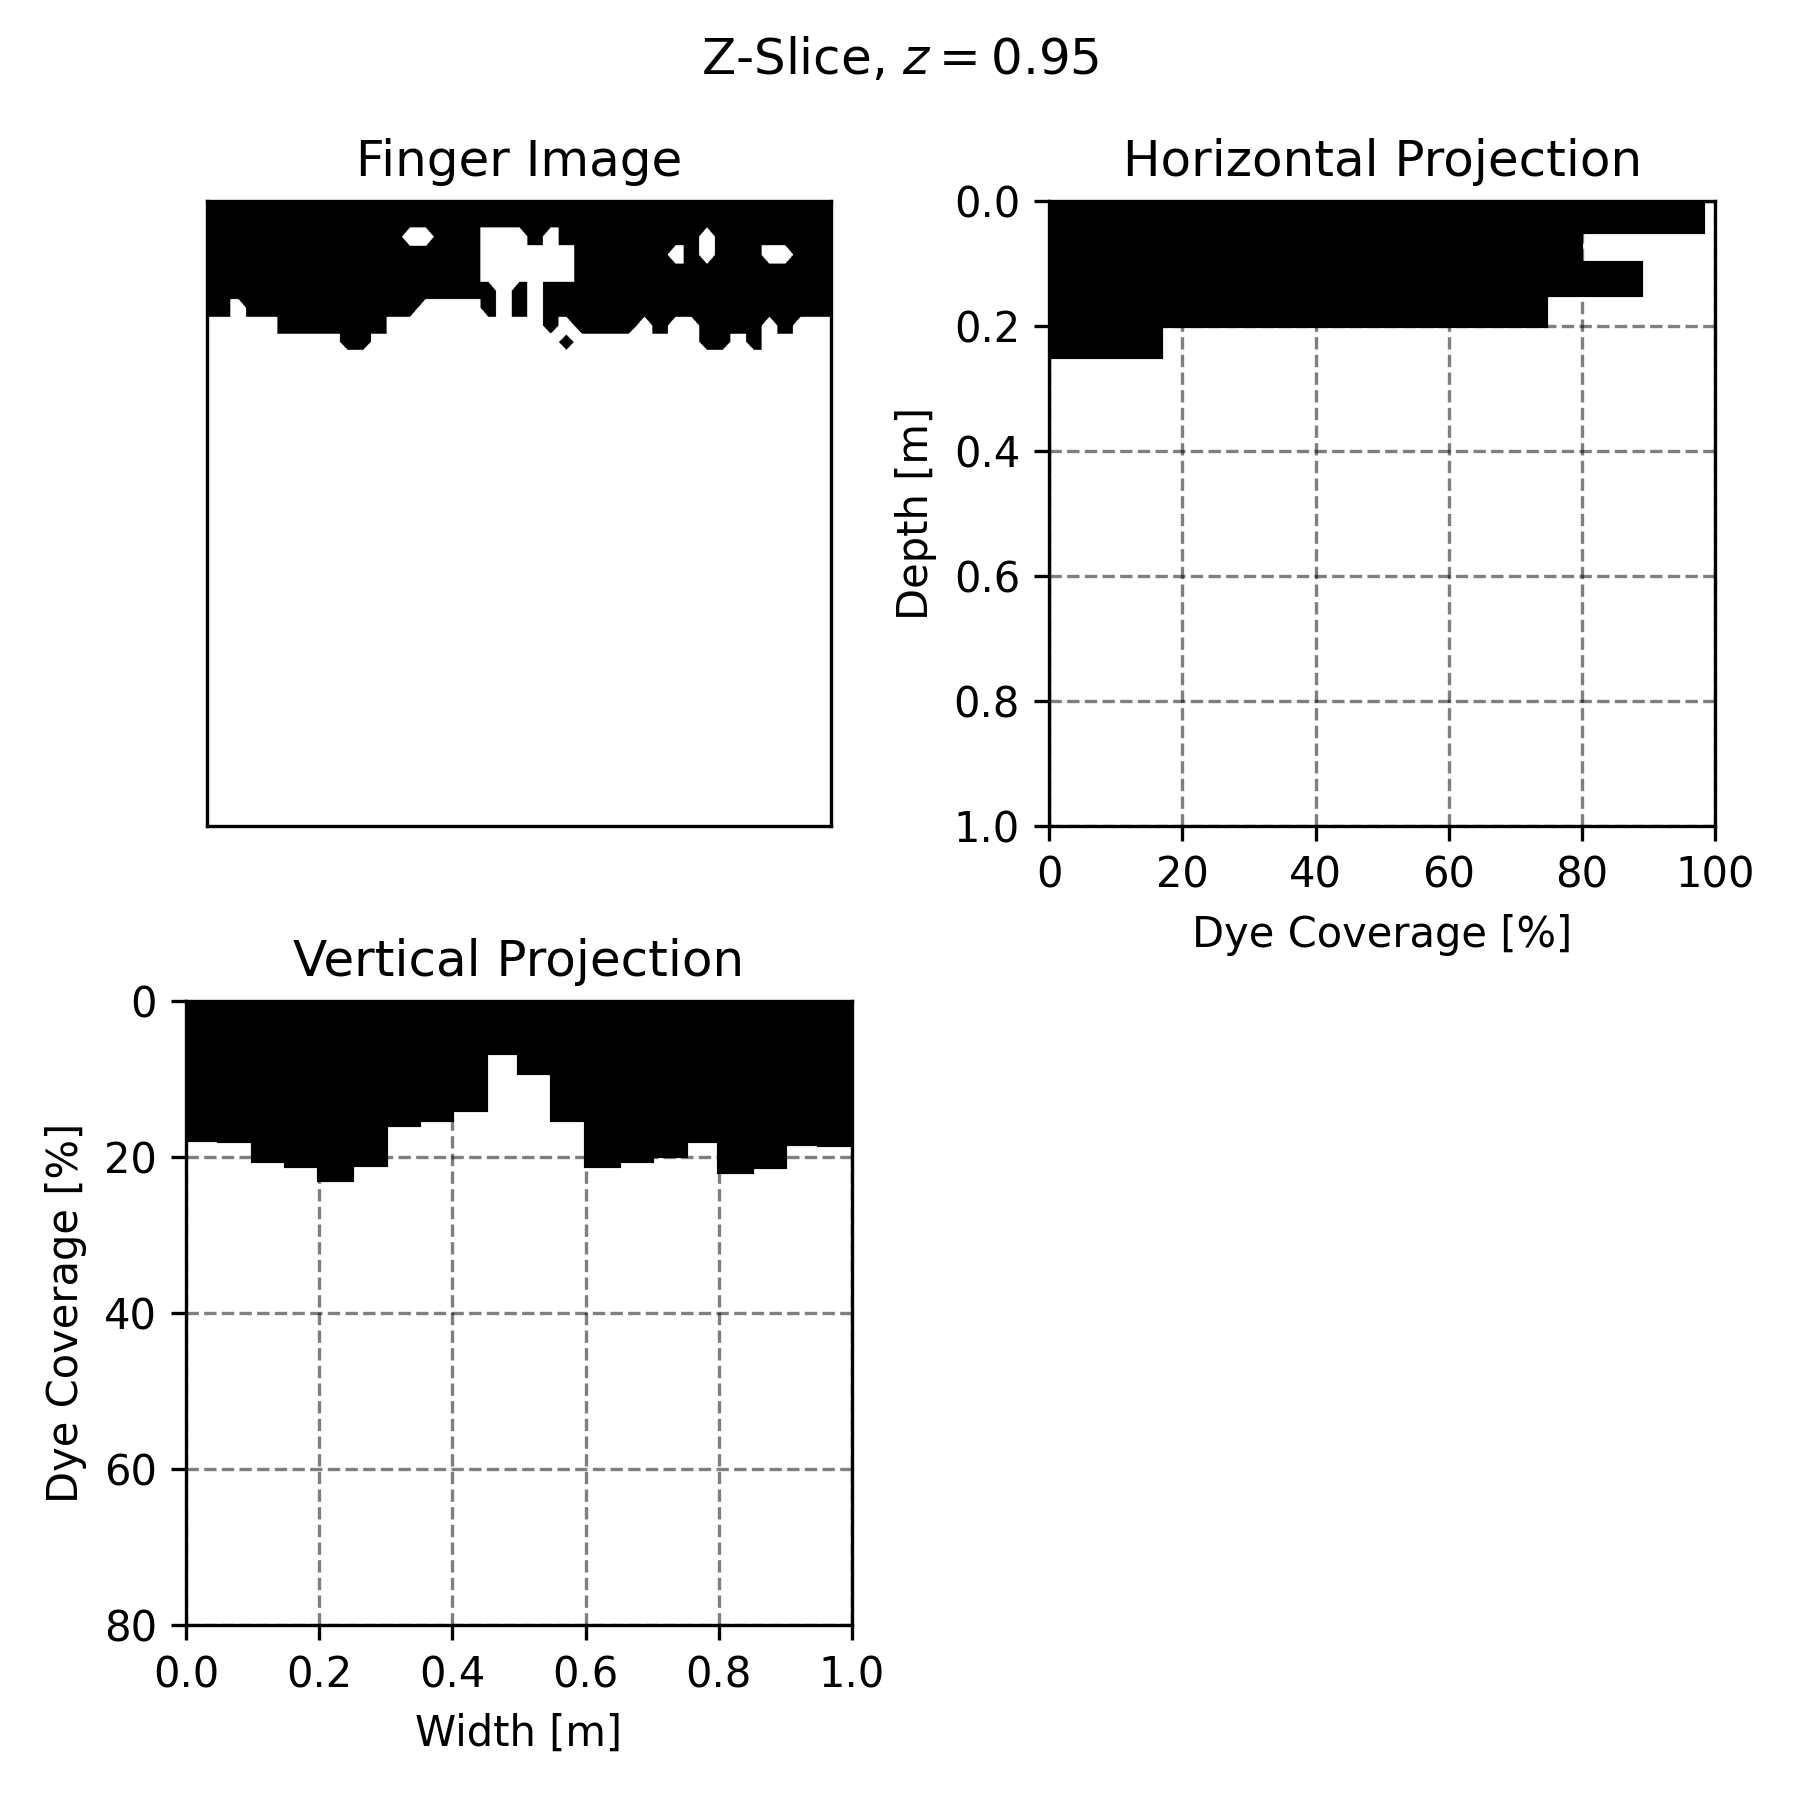 Z-Slice, z = 0.95
Finger Image
Horizontal Projection
0.0
0.2
0.4
0.6
0.8
1.0
Depth [m]
0 20 40 60 80 100
Dye Coverage [%]
Vertical Projection
0
20
40
60
80
Dye Coverage [%]
0.0 0.2 0.4 0.6 0.8 1.0
Width [m]